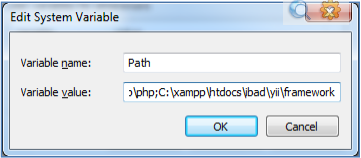 Edit System Variable
Variable name:
Path
Variable value:
\php;C:\xampp\htdocs\ibad\yii\framework
OK
Cancel